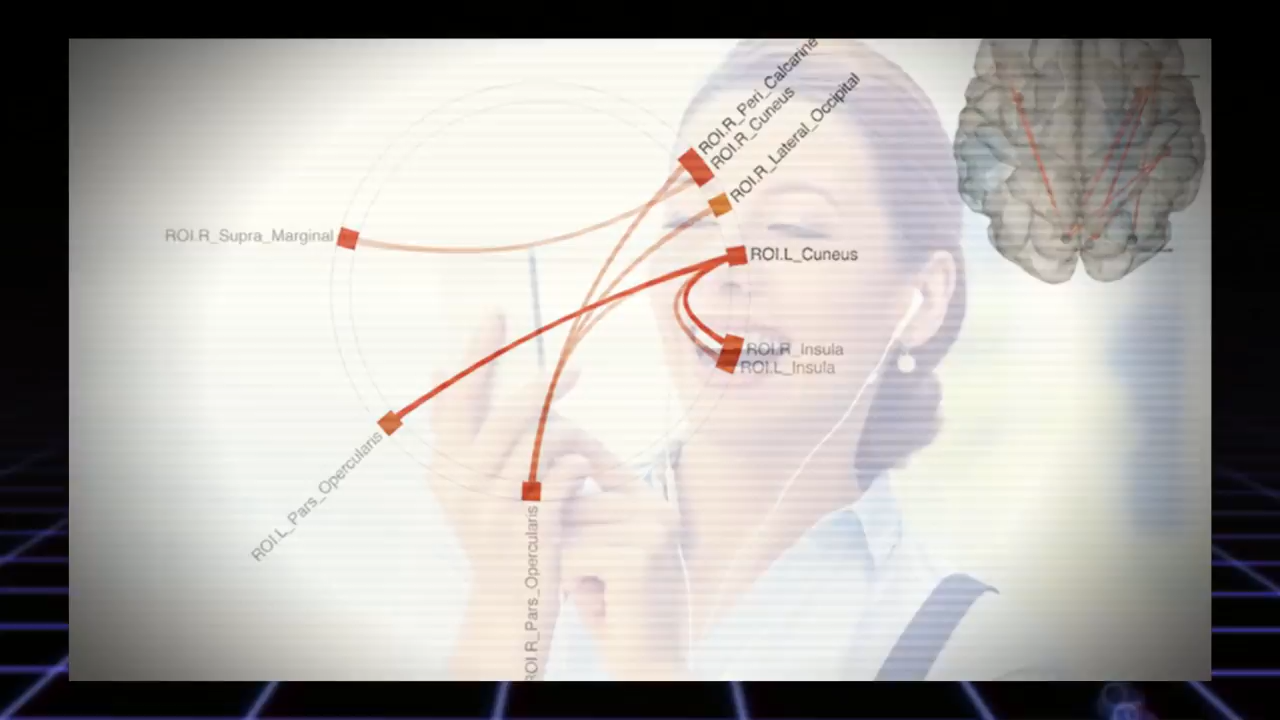 ROI.R_Peri_Calcarine
ROI.R_Cuneus
ROI.R_Lateral_Occipital
ROI.R_Supra_Marginal
ROI.L_Cuneus
ROI.R_Insula
ROI.L_Insula
ROI.L_Pars_Opercularis
ROI.R_Pars_Opercularis